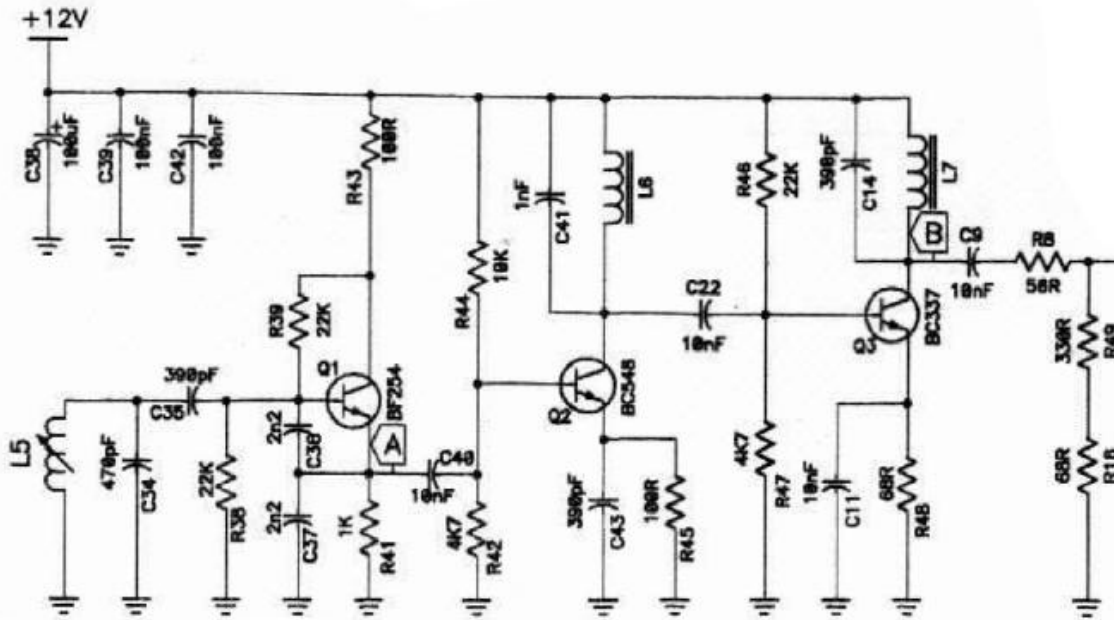 +12V
C38
100uF
C39
100nF
C42
100nF
R43
100R
R44
10K
1nF
C41
L6
R46
22K
390pF
C14
L7
B
C9
10nF
R8
56R
330R
R49
68R
R18
C22
10nF
Q3
BC337
R39
22K
Q1
BF254
A
C40
10nF
Q2
BC548
390pF
C35
L5
470pF
C34
22K
R38
2n2
C36
2n2
C37
1K
R41
4K7
R42
390pF
C43
100R
R45
4K7
R47
10nF
C11
68R
R48